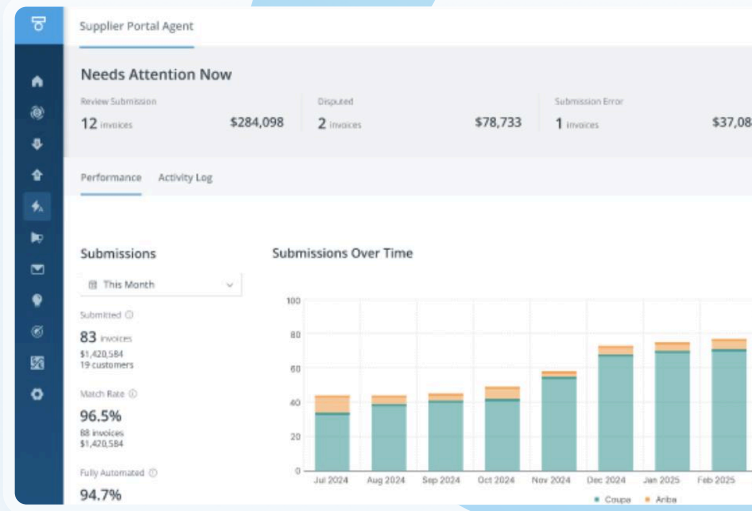 Supplier Portal Agent
Needs Attention Now
Review Submission
12 invoices $284,098
Disputed
2 invoices $78,733
Submission Error
1 invoices $37,08
Performance Activity Log
Submissions
This Month
Submitted
83 invoices
$1,420,584
19 customers
Match Rate
96.5%
88 invoices
$1,420,584
Fully Automated
94.7%
Submissions Over Time
100
80
60
40
20
0
Jul 2024 Aug 2024 Sep 2024 Oct 2024 Nov 2024 Dec 2024 Jan 2025 Feb 2025
Coupa Ariba